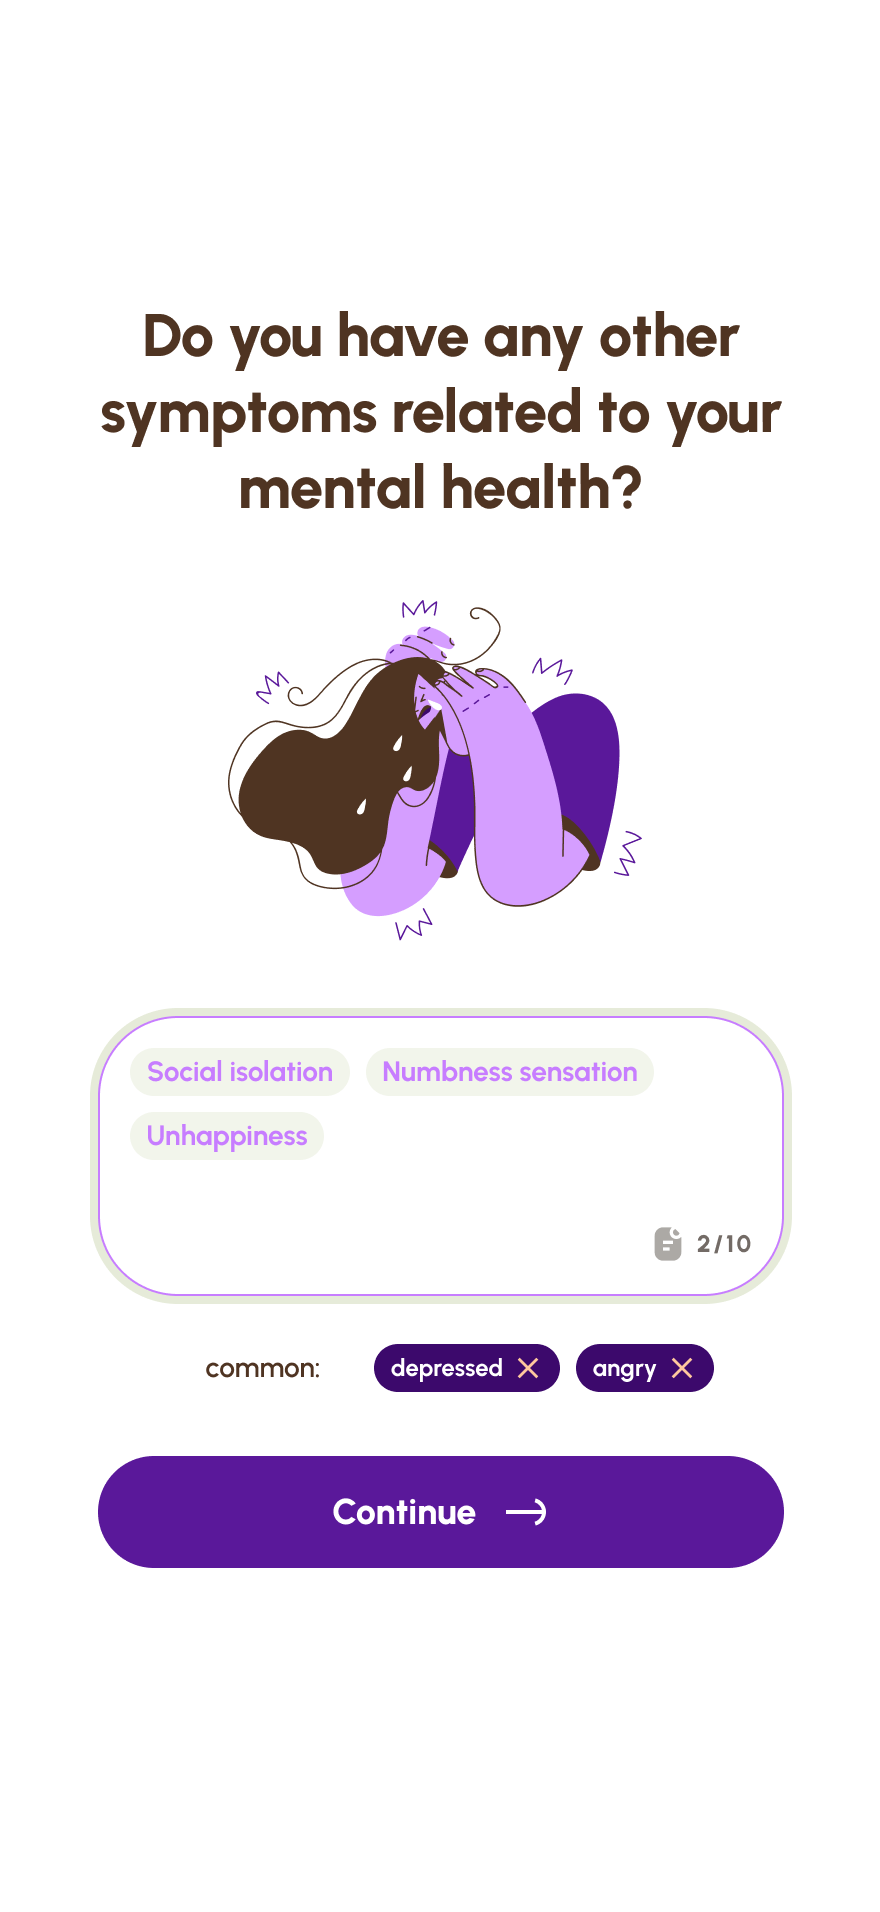 Do you have any other
symptoms related to your
mental health?
Social isolation Numbness sensation
Unhappiness
2/10
common: depressed angry
Continue